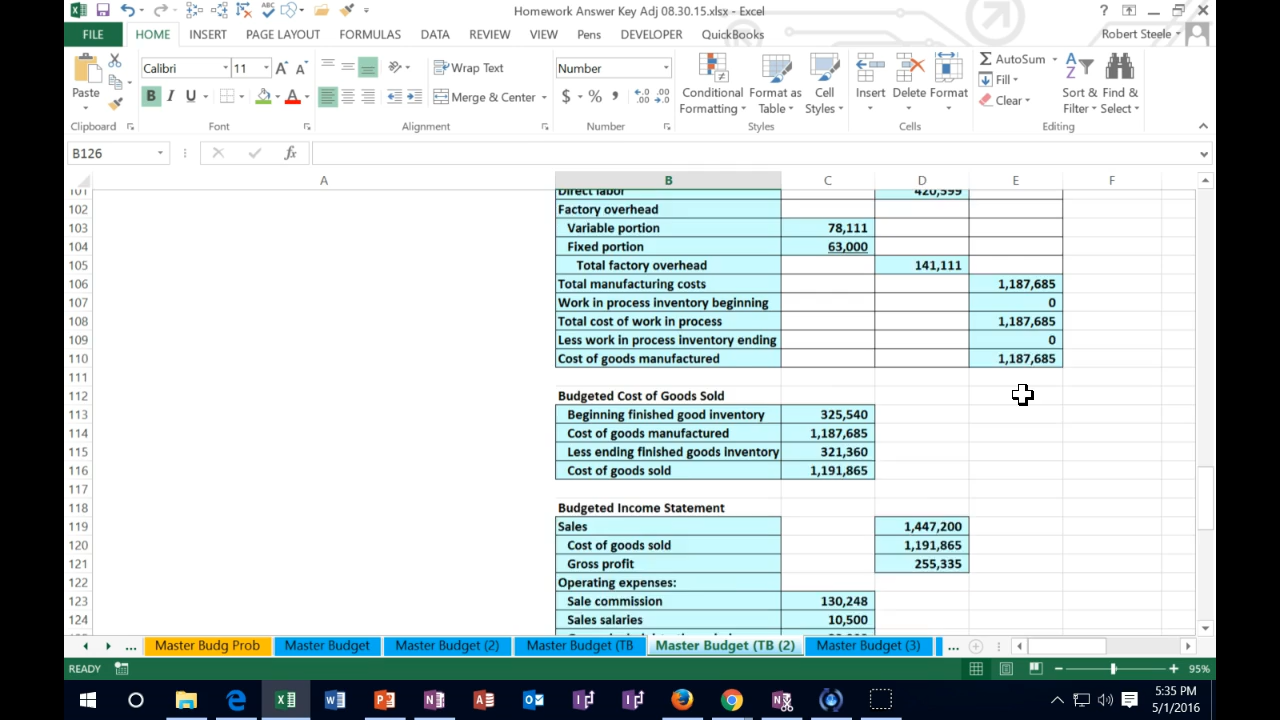 Homework Answer Key Adj 08.30.15.xlsx - Excel
FILE HOME INSERT PAGE LAYOUT FORMULAS DATA REVIEW VIEW Pens DEVELOPER QuickBooks Robert Steele
Paste
Calibri 11
B I U A
Wrap Text
Merge & Center
Number
$ % ,
Conditional Formatting
Format as Table
Cell Styles
Insert Delete Format
AutoSum
Fill
Clear
Sort & Filter
Find & Select
Clipboard Font Alignment Number Styles Cells Editing
B126 fx
A B C D E F
101 Direct labor 420,599
102 Factory overhead
103 Variable portion 78,111
104 Fixed portion 63,000
105 Total factory overhead 141,111
106 Total manufacturing costs 1,187,685
107 Work in process inventory beginning 0
108 Total cost of work in process 1,187,685
109 Less work in process inventory ending 0
110 Cost of goods manufactured 1,187,685
111
112 Budgeted Cost of Goods Sold
113 Beginning finished good inventory 325,540
114 Cost of goods manufactured 1,187,685
115 Less ending finished goods inventory 321,360
116 Cost of goods sold 1,191,865
117
118 Budgeted Income Statement
119 Sales 1,447,200
120 Cost of goods sold 1,191,865
121 Gross profit 255,335
122 Operating expenses:
123 Sale commission 130,248
124 Sales salaries 10,500
... Master Budg Prob Master Budget Master Budget (2) Master Budget (TB Master Budget (TB (2) Master Budget (3) ...
READY 95%
5:35 PM
5/1/2016